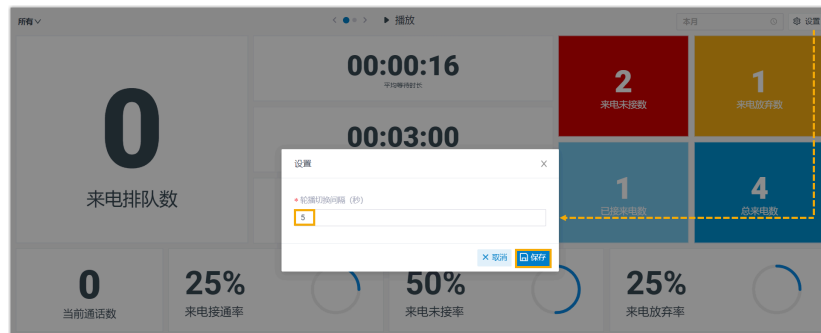 所有
播放
本月
设置
00:00:16
平均等待时长
2
来电未接数
1
来电放弃数
0
来电排队数
00:03:00
设置
* 轮播切换间隔（秒）
5
取消
保存
1
已接来电数
4
总来电数
0
当前通话数
25%
来电接通率
50%
来电未接率
25%
来电放弃率